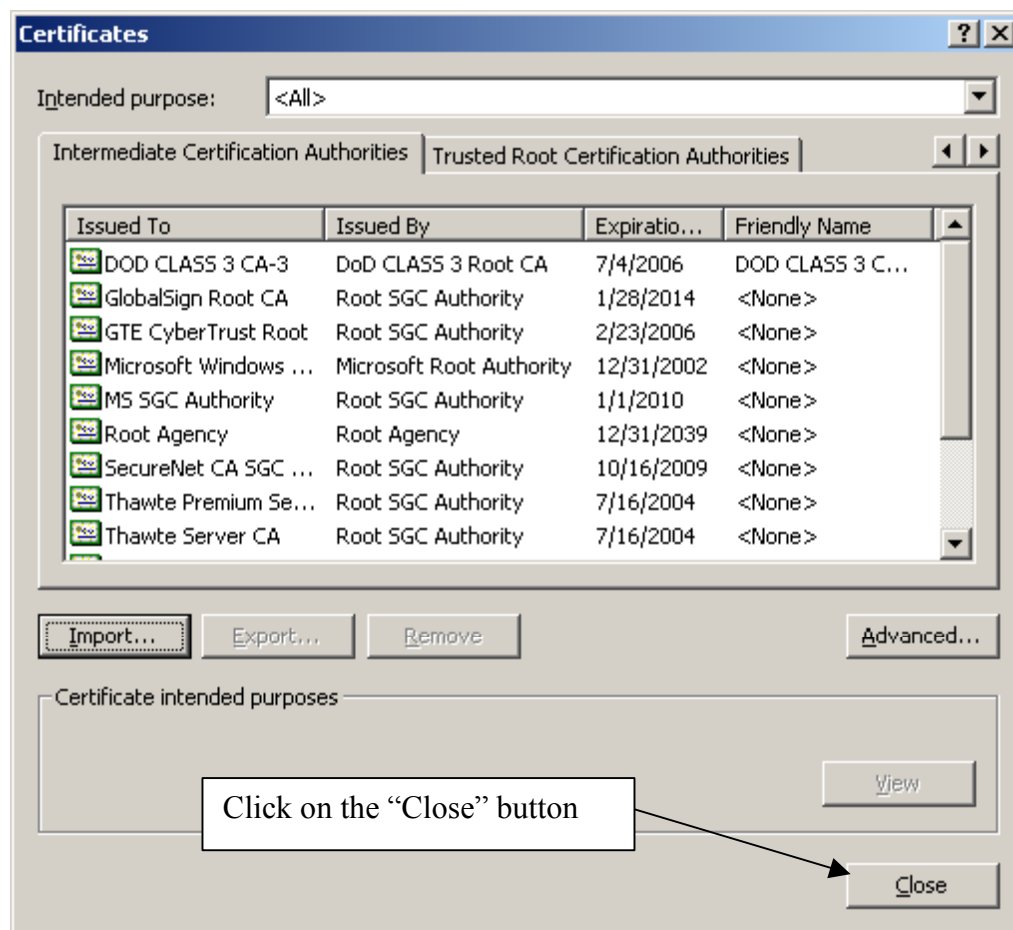 Certificates
Intended purpose: <All>
Intermediate Certification Authorities Trusted Root Certification Authorities
Issued To Issued By Expiratio... Friendly Name
DOD CLASS 3 CA-3 DoD CLASS 3 Root CA 7/4/2006 DOD CLASS 3 C...
GlobalSign Root CA Root SGC Authority 1/28/2014 <None>
GTE CyberTrust Root Root SGC Authority 2/23/2006 <None>
Microsoft Windows ... Microsoft Root Authority 12/31/2002 <None>
MS SGC Authority Root SGC Authority 1/1/2010 <None>
Root Agency Root Agency 12/31/2039 <None>
SecureNet CA SGC ... Root SGC Authority 10/16/2009 <None>
Thawte Premium Se... Root SGC Authority 7/16/2004 <None>
Thawte Server CA Root SGC Authority 7/16/2004 <None>
Import... Export... Remove Advanced...
Certificate intended purposes
View
Click on the “Close” button
Close